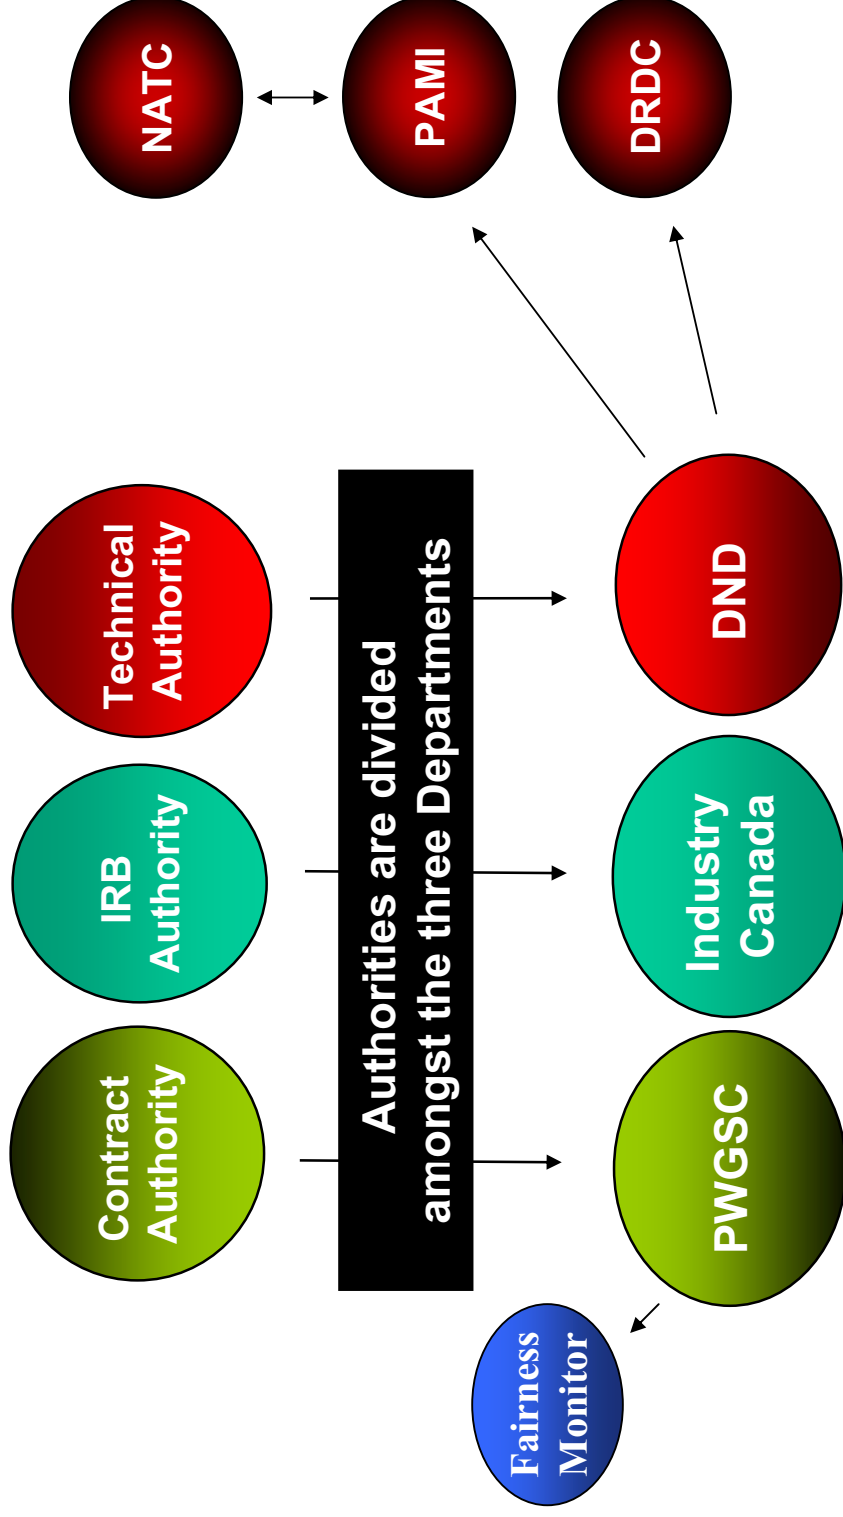 Contract
Authority
IRB
Authority
Technical
Authority
NATC
Authorities are divided
amongst the three Departments
PAMI
Fairness
Monitor
DRDC
PWGSC
Industry
Canada
DND